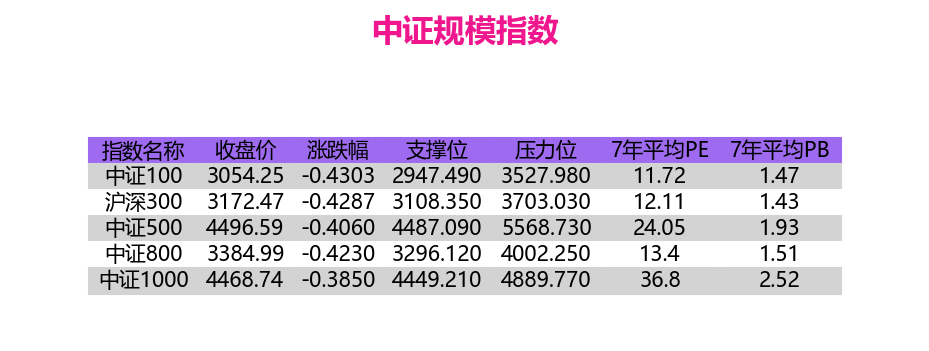 中证规模指数
指数名称 收盘价 涨跌幅 支撑位 压力位 7年平均PE 7年平均PB
中证100 3054.25 -0.4303 2947.490 3527.980 11.72 1.47
沪深300 3172.47 -0.4287 3108.350 3703.030 12.11 1.43
中证500 4496.59 -0.4060 4487.090 5568.730 24.05 1.93
中证800 3384.99 -0.4230 3296.120 4002.250 13.4 1.51
中证1000 4468.74 -0.3850 4449.210 4889.770 36.8 2.52